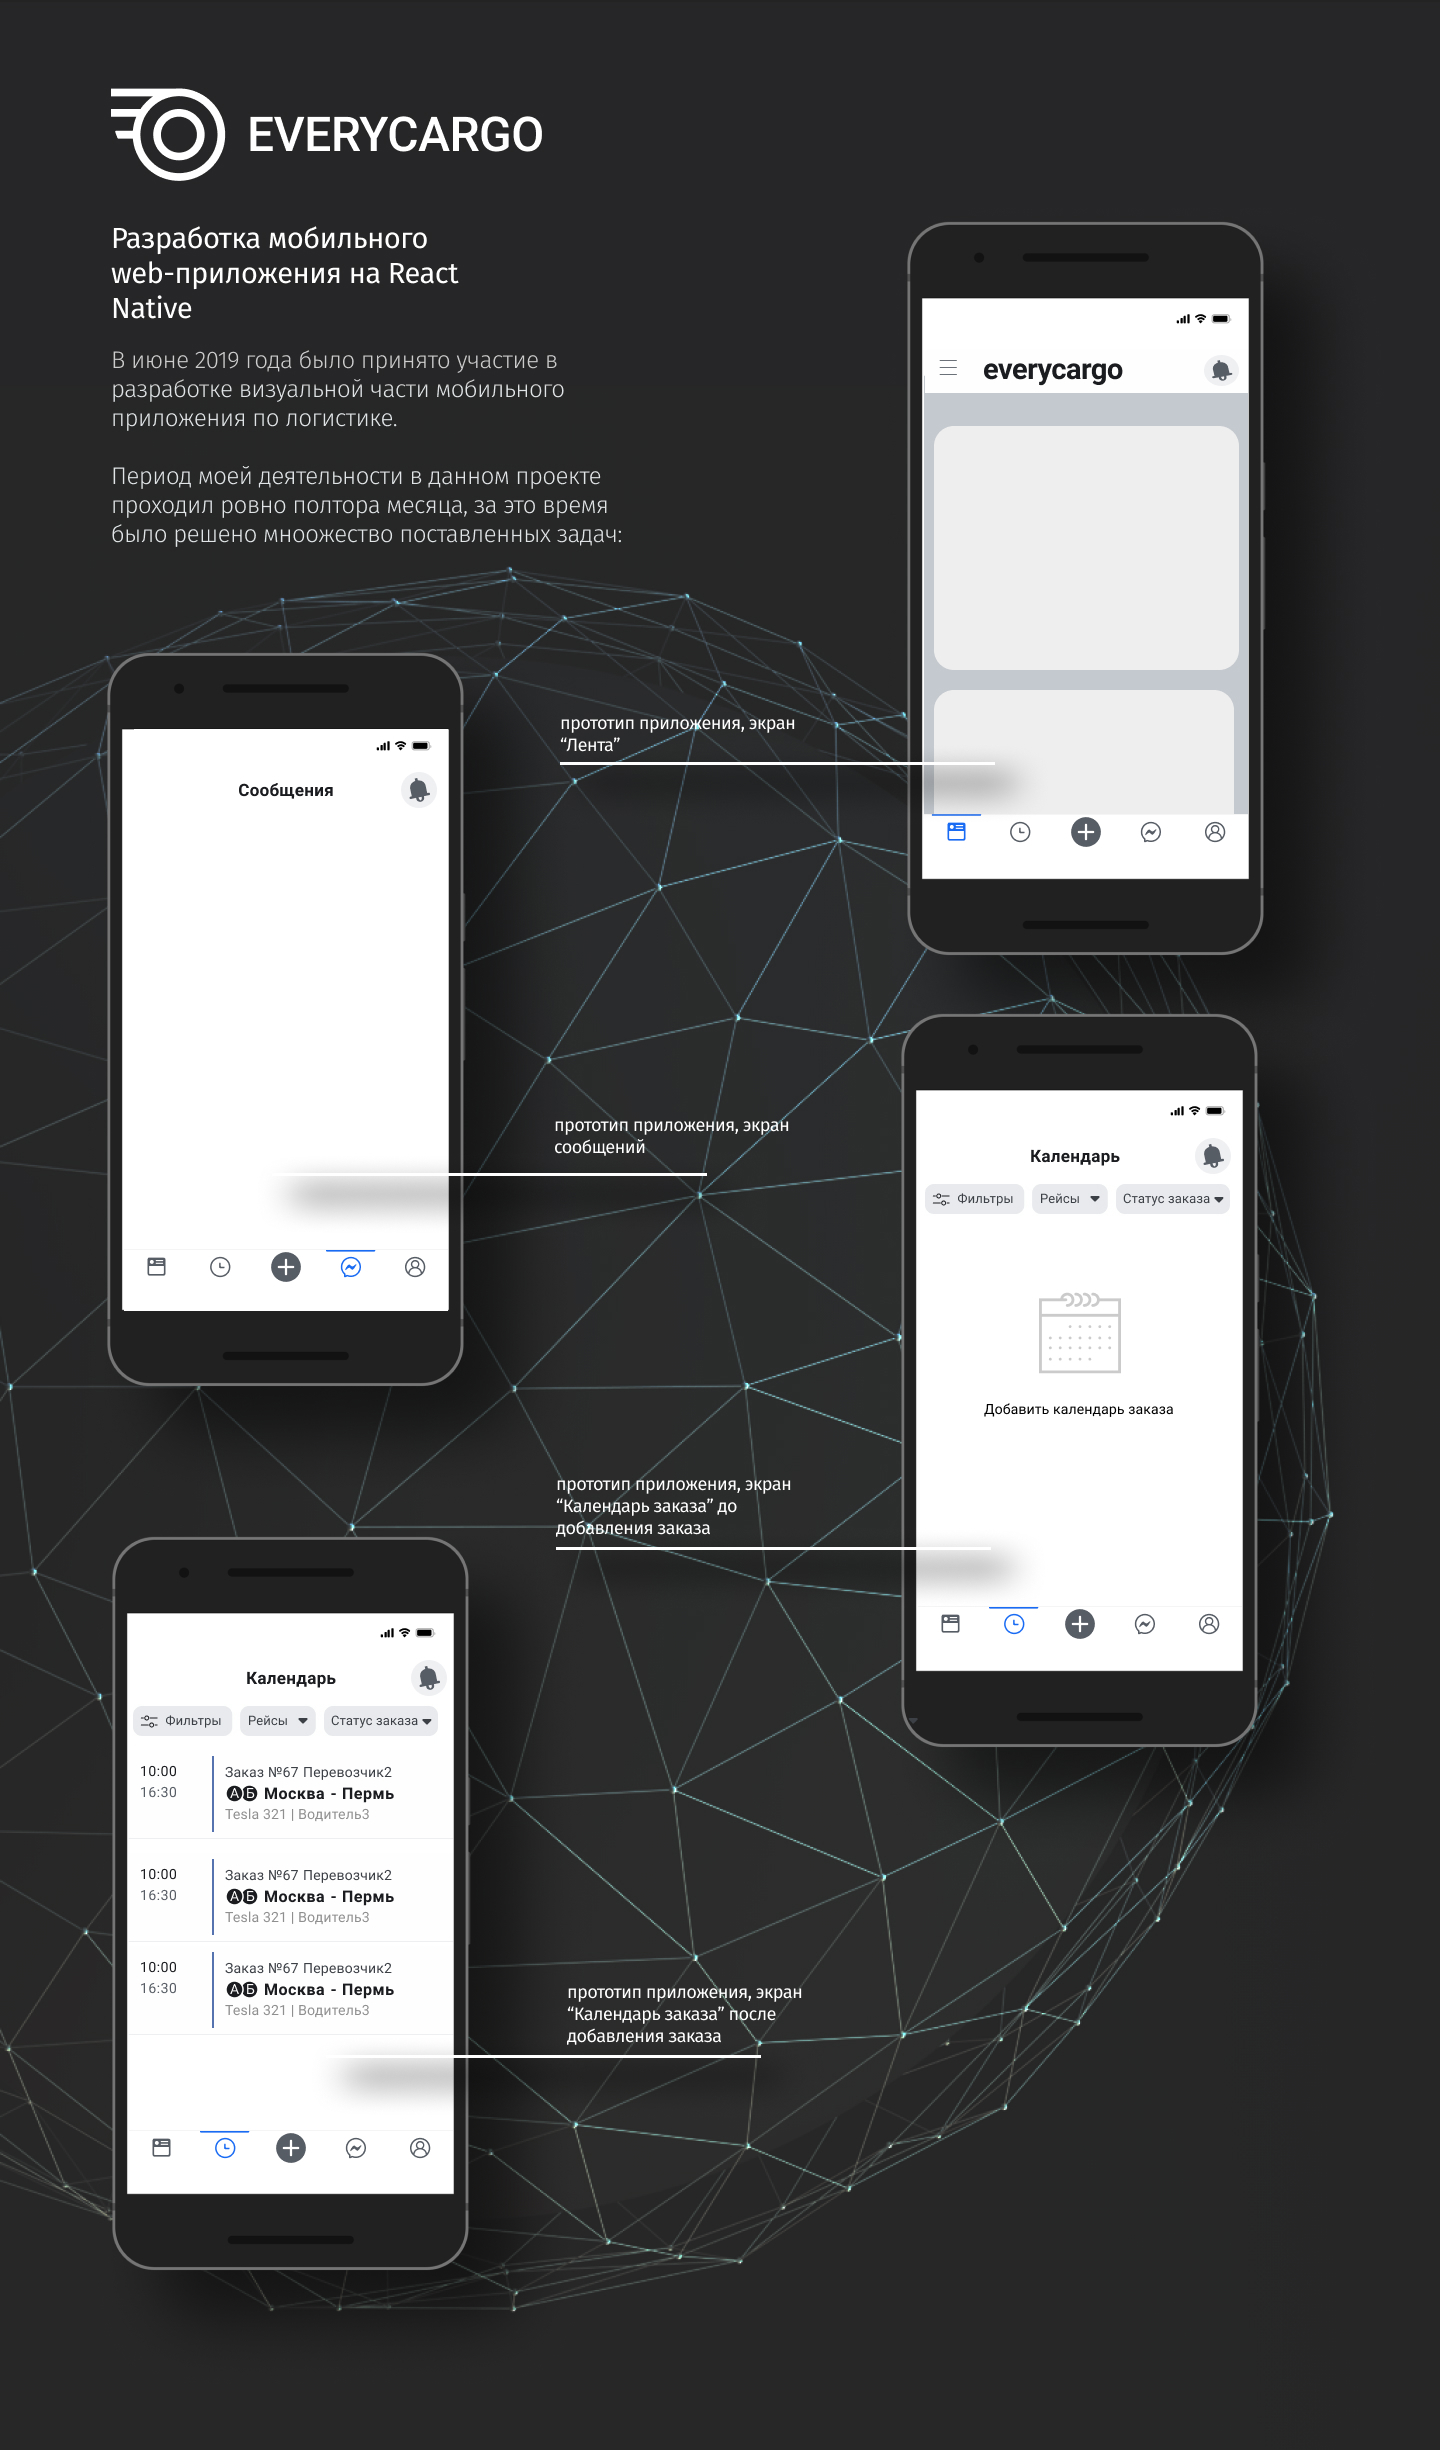 EVERYCARGO
Разработка мобильного
web-приложения на React
Native
В июне 2019 года было принято участие в
разработке визуальной части мобильного
приложения по логистике.
Период моей деятельности в данном проекте
проходил ровно полтора месяца, за это время
было решено мноожество поставленных задач:
everycargo
прототип приложения, экран
“Лента”
Сообщения
прототип приложения, экран
сообщений
Календарь
Фильтры
Рейсы
Статус заказа
Добавить календарь заказа
прототип приложения, экран
“Календарь заказа” до
добавления заказа
Календарь
Фильтры
Рейсы
Статус заказа
10:00
16:30
Заказ №67 Перевозчик2
АБ Москва - Пермь
Tesla 321 | Водитель3
10:00
16:30
Заказ №67 Перевозчик2
АБ Москва - Пермь
Tesla 321 | Водитель3
10:00
16:30
Заказ №67 Перевозчик2
АБ Москва - Пермь
Tesla 321 | Водитель3
прототип приложения, экран
“Календарь заказа” после
добавления заказа